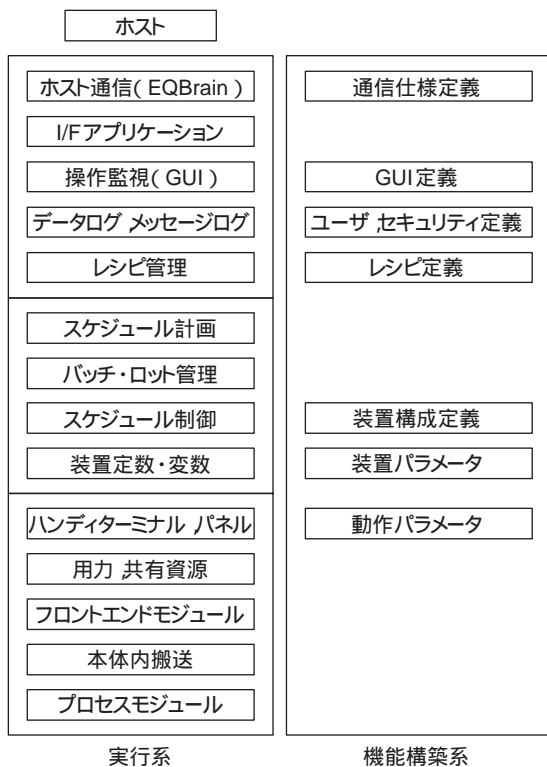 ホスト
ホスト通信( EQBrain )
I/Fアプリケーション
操作監視( GUI )
データログ,メッセージログ
レシピ管理
スケジュール計画
バッチ・ロット管理
スケジュール制御
装置定数・変数
ハンディターミナル,パネル
用力,共有資源
フロントエンドモジュール
本体内搬送
プロセスモジュール
実行系
通信仕様定義
GUI定義
ユーザ,セキュリティ定義
レシピ定義
装置構成定義
装置パラメータ
動作パラメータ
機能構築系